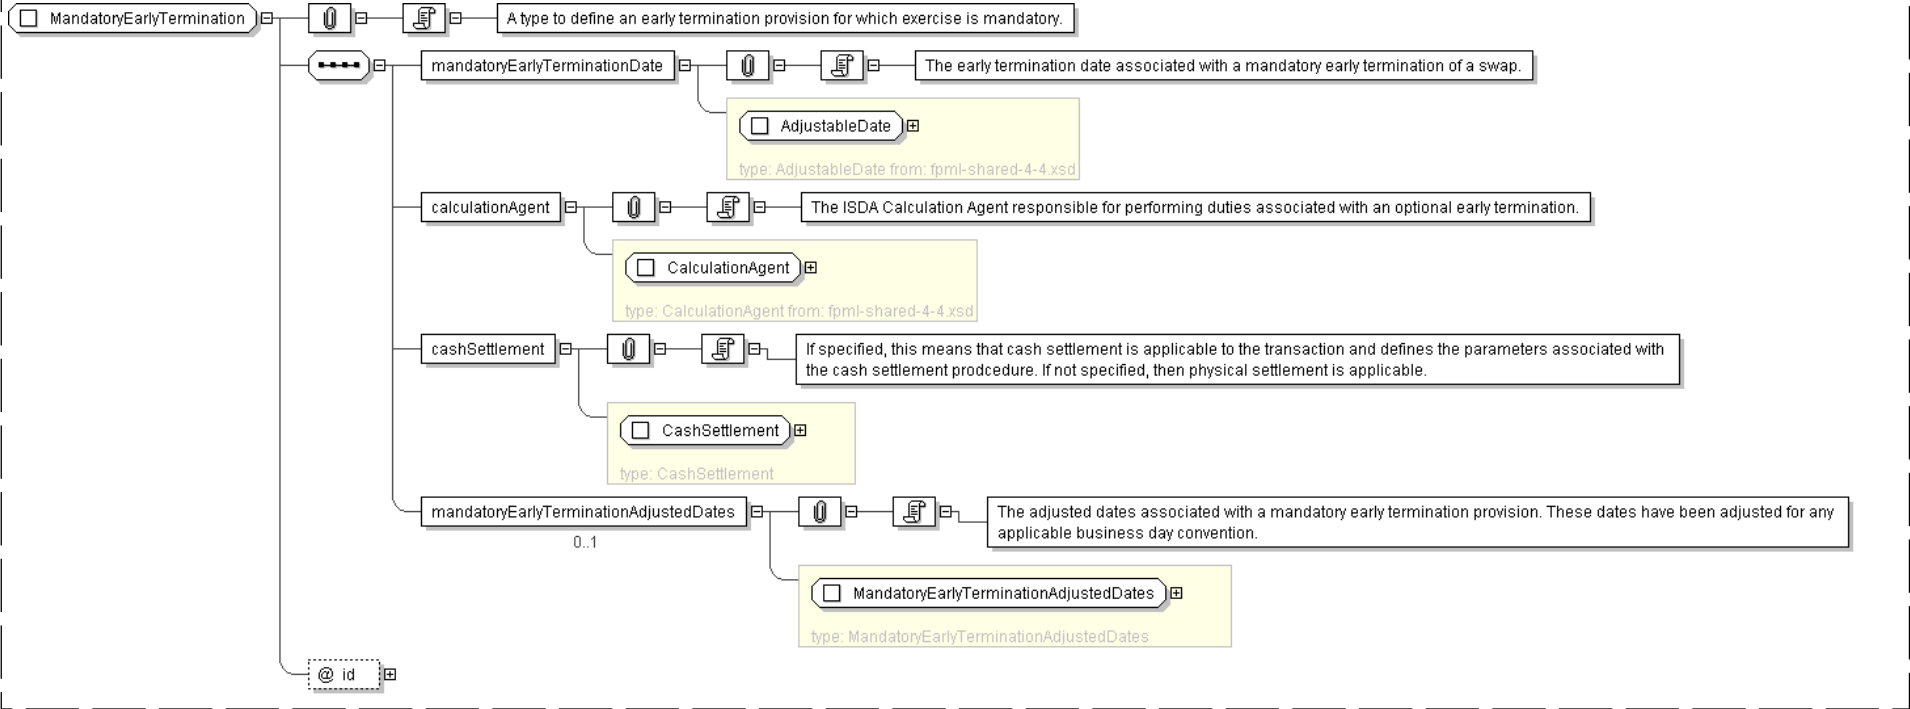 MandatoryEarlyTermination
A type to define an early termination provision for which exercise is mandatory.
mandatoryEarlyTerminationDate
The early termination date associated with a mandatory early termination of a swap.
AdjustableDate
type: AdjustableDate from: fpml-shared-4-4.xsd
calculationAgent
The ISDA Calculation Agent responsible for performing duties associated with an optional early termination.
CalculationAgent
type: CalculationAgent from: fpml-shared-4-4.xsd
cashSettlement
If specified, this means that cash settlement is applicable to the transaction and defines the parameters associated with
the cash settlement prodcedure. If not specified, then physical settlement is applicable.
CashSettlement
type: CashSettlement
mandatoryEarlyTerminationAdjustedDates
0..1
The adjusted dates associated with a mandatory early termination provision. These dates have been adjusted for any
applicable business day convention.
MandatoryEarlyTerminationAdjustedDates
type: MandatoryEarlyTerminationAdjustedDates
@ id